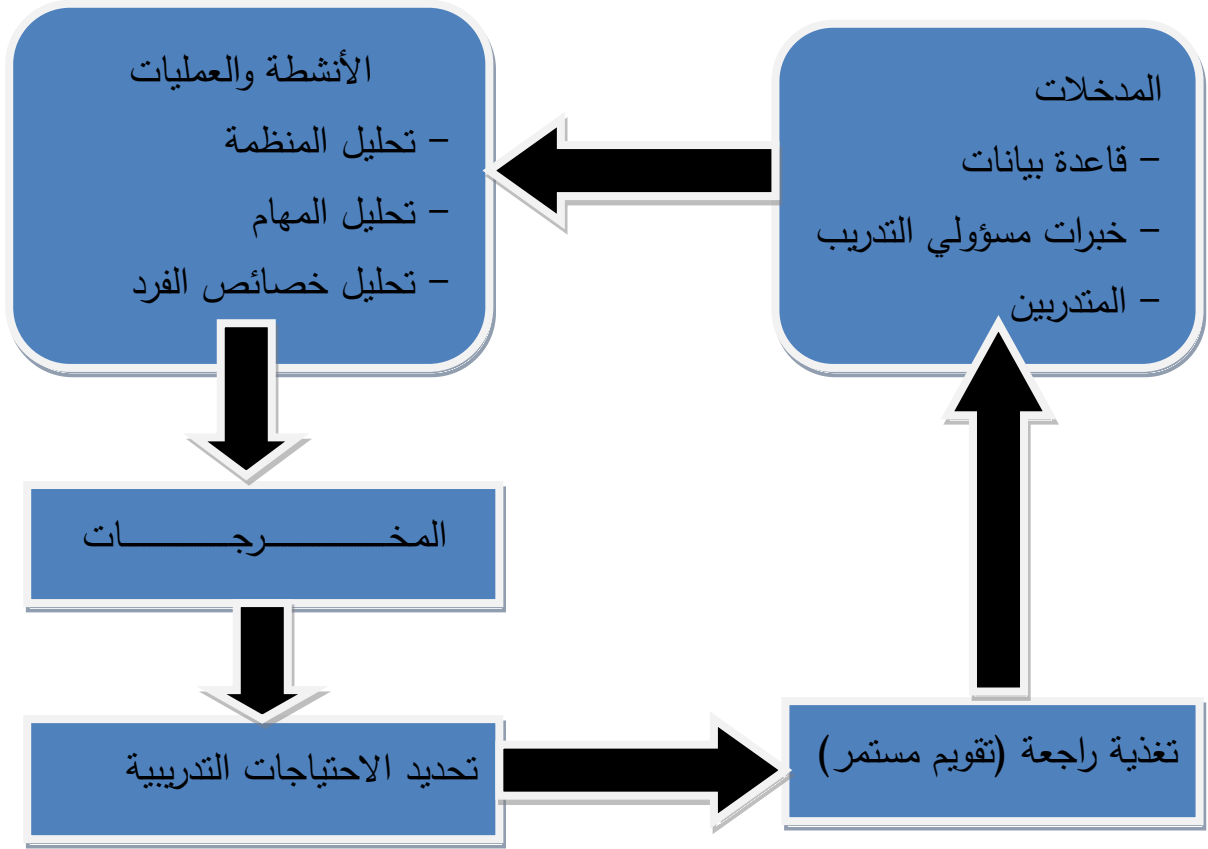 المدخلات
- قاعدة بيانات
- خبرات مسؤولي التدريب
- المتدربين
الأنشطة والعمليات
- تحليل المنظمة
- تحليل المهام
- تحليل خصائص الفرد
المخـــــــــرجـــــــــات
تحديد الاحتياجات التدريبية
تغذية راجعة (تقويم مستمر)